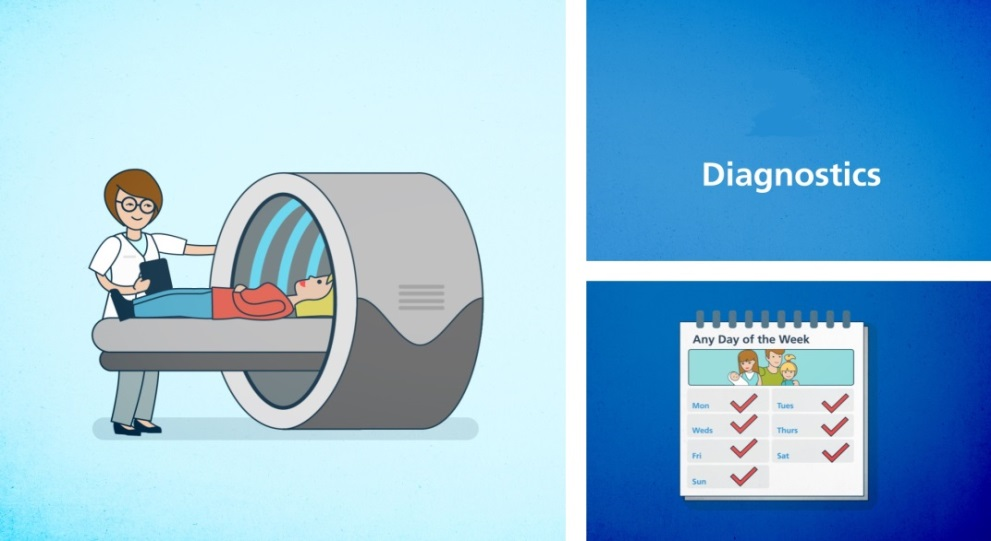 Diagnostics
Any Day of the Week
Mon Tues
Weds Thurs
Fri Sat
Sun